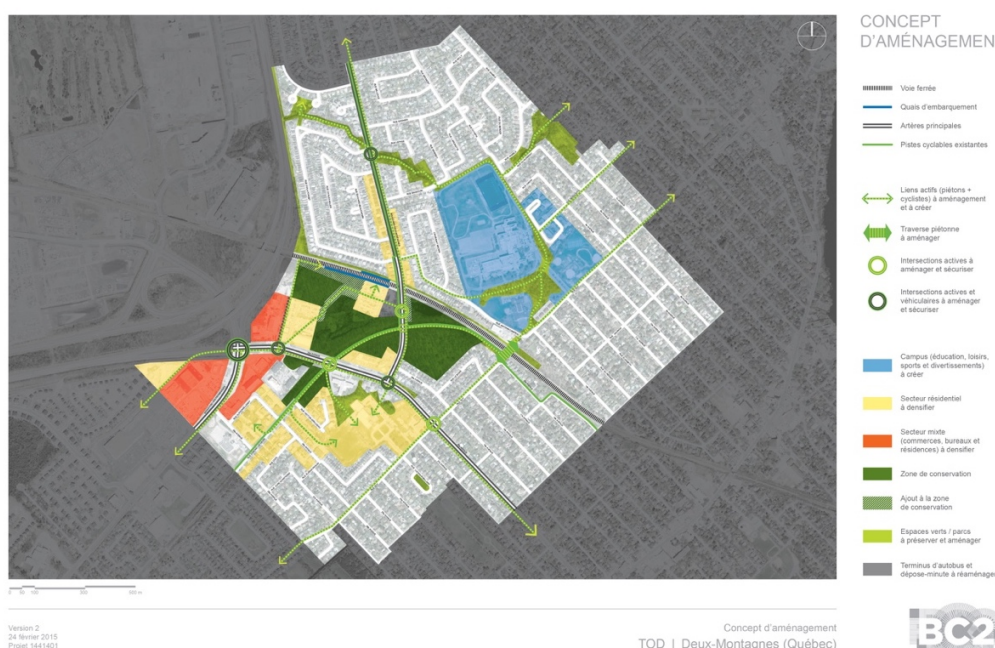 CONCEPT
D'AMÉNAGEMEN
Voie ferrée
Quais d'embarquement
Artères principales
Pistes cyclables existantes
Liens actifs (piétons +
cyclistes) à aménagement
et à créer
Traverse piétonne
à aménager
Intersections actives à
aménager et sécuriser
Intersections actives et
véhiculaires à aménager
et sécuriser
Campus (éducation, loisirs,
sports et divertissements)
à créer
Secteur résidentiel
à densifier
Secteur mixte
(commerces, bureaux et
résidences) à densifier
Zone de conservation
Ajout à la zone
de conservation
Espaces verts / parcs
à préserver et aménager
Terminus d'autobus et
dépose-minute à réaménage
Version 2
24 février 2015
Projet 1441401
Concept d'aménagement
TOD | Deux-Montagnes (Québec)
BC2